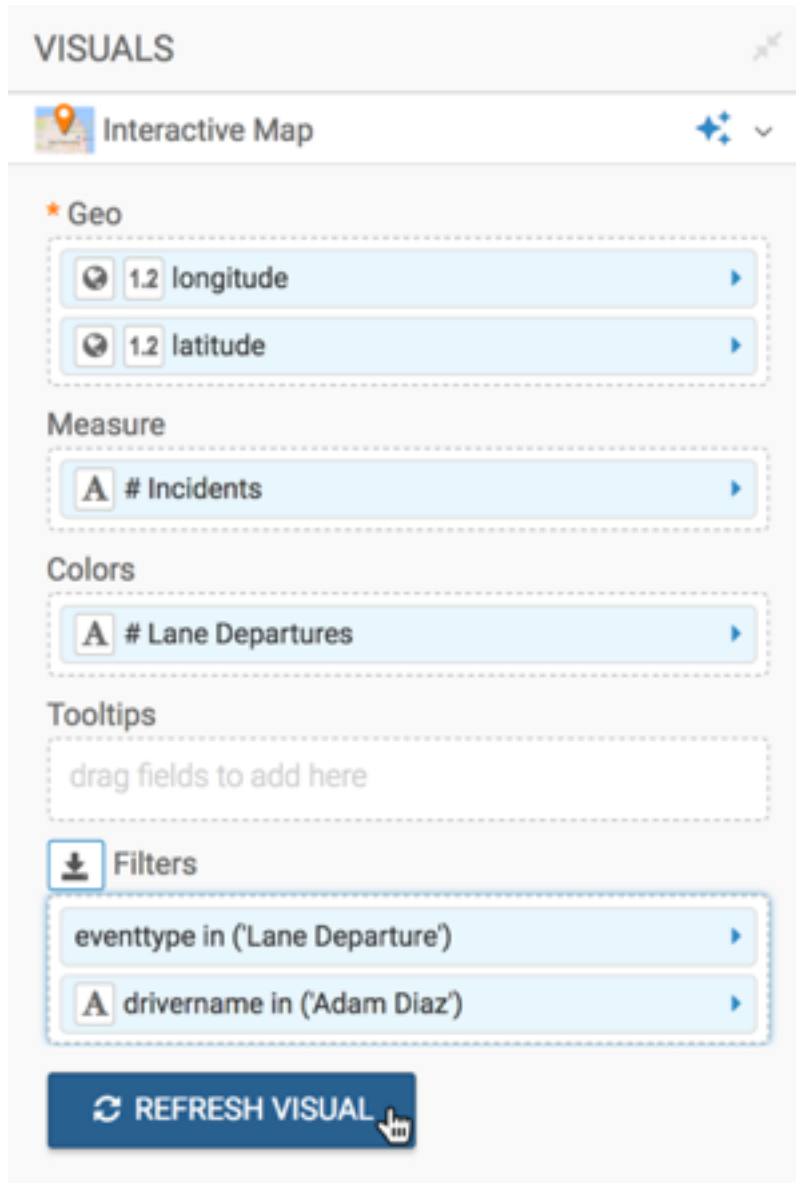 VISUALS
Interactive Map
* Geo
1.2 longitude
1.2 latitude
Measure
A # Incidents
Colors
A # Lane Departures
Tooltips
drag fields to add here
Filters
eventtype in ('Lane Departure')
A drivername in ('Adam Diaz')
REFRESH VISUAL